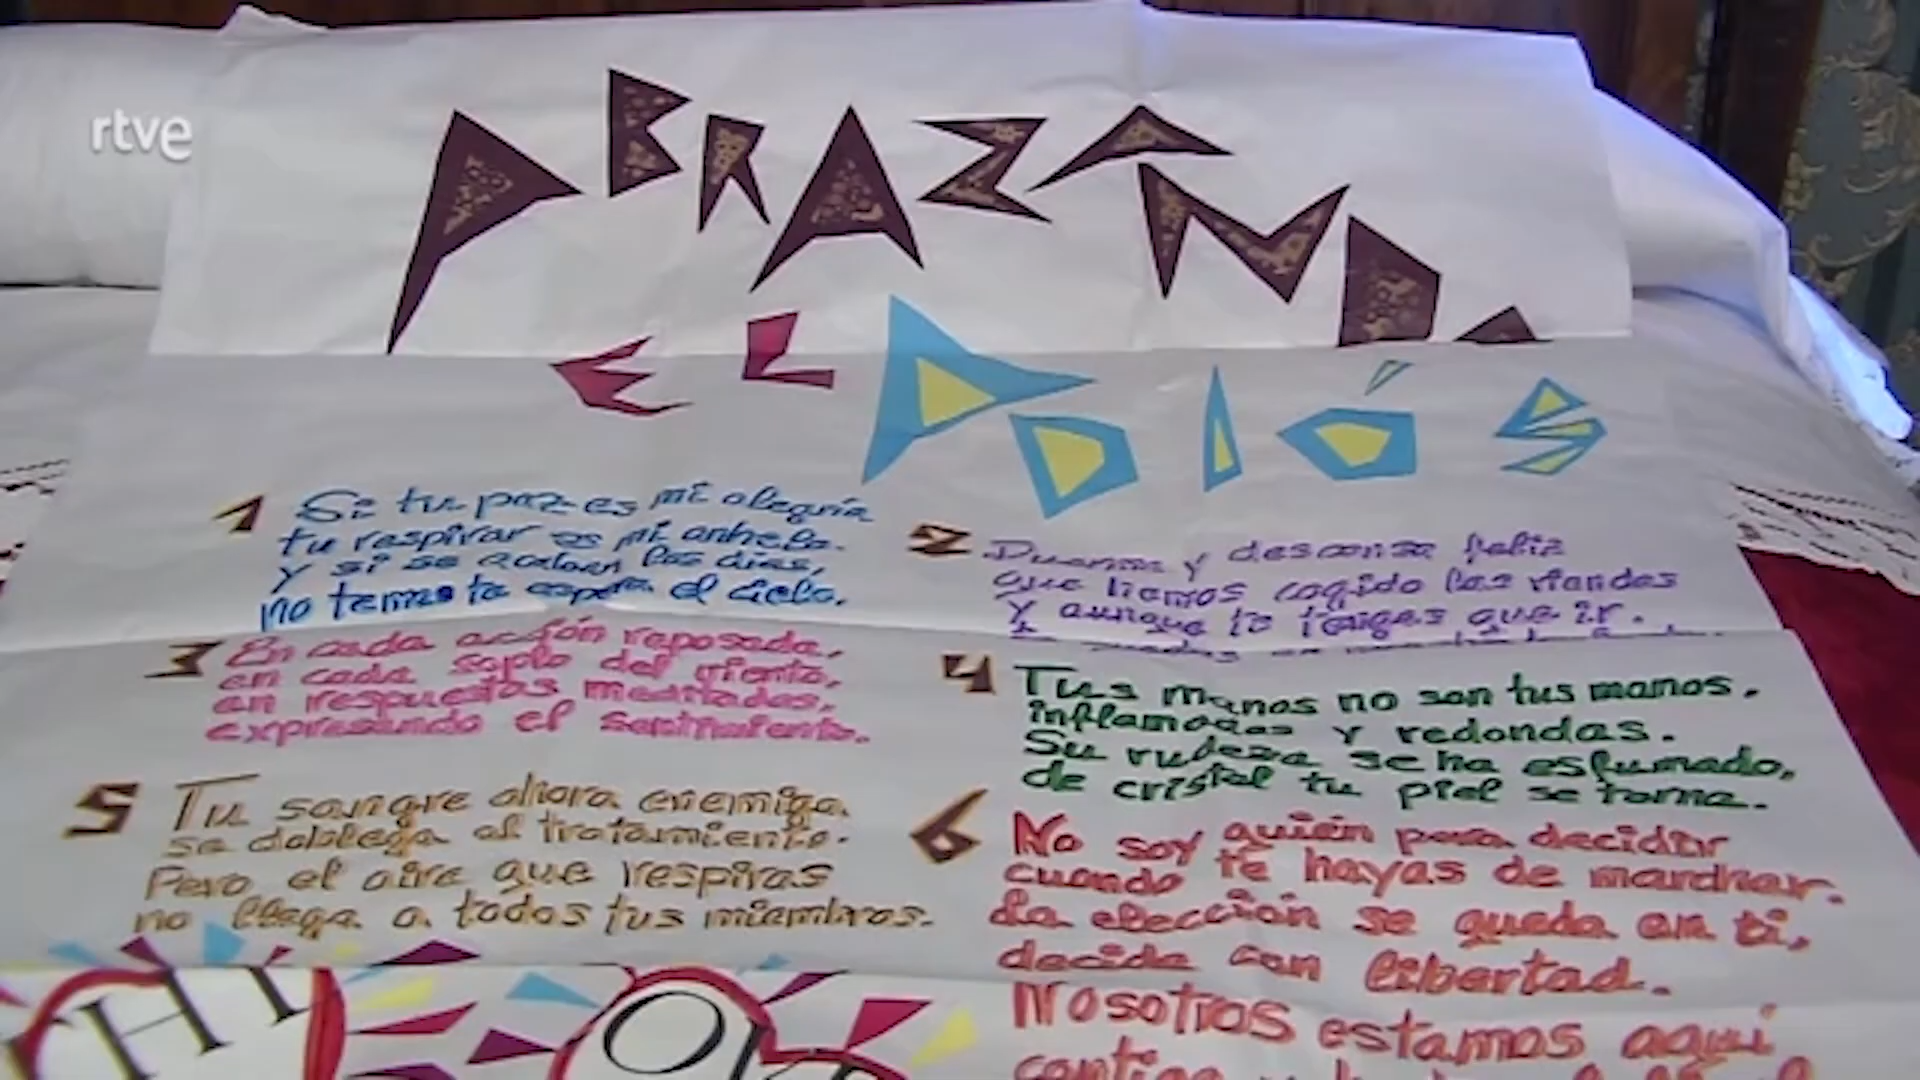 rtve
ABRAZANDO
EL ADIÓS
1
Si tu paz es mi alegría
tu respirar es mi anhelo.
Y si se acaban los días,
no temas te espera el cielo.
2
Duerme y descansa feliz
que hemos cogido las riendas
Y aunque te tengas que ir.
3
En cada acción reposada,
en cada soplo del viento,
en respuestas meditadas,
expresando el sentimiento.
4
Tus manos no son tus manos.
inflamadas y redondas.
Su rudeza se ha esfumado,
de cristal tu piel se torna.
5
Tu sangre ahora enemiga
se doblega al tratamiento.
Pero el aire que respiras
no llega a todos tus miembros.
6
No soy quién para decidir
cuando te hayas de marchar.
La elección se queda en ti,
decide con libertad.
Nosotros estamos aquí
contigo